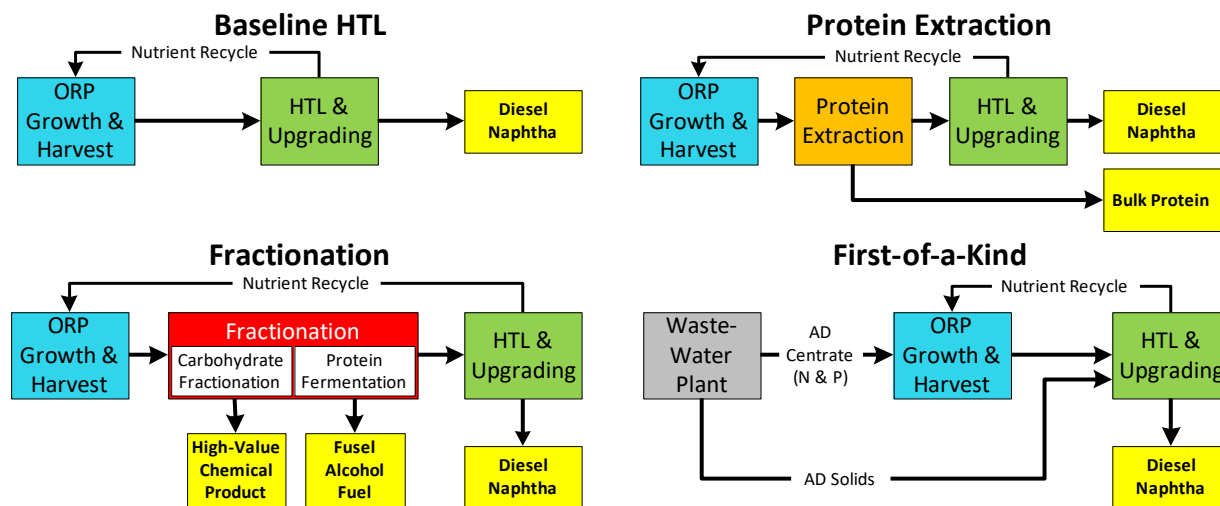 Baseline HTL
Nutrient Recycle
ORP
Growth &
Harvest
HTL &
Upgrading
Diesel
Naphtha
Protein Extraction
Nutrient Recycle
ORP
Growth &
Harvest
Protein
Extraction
HTL &
Upgrading
Diesel
Naphtha
Bulk Protein
Fractionation
Nutrient Recycle
ORP
Growth &
Harvest
Fractionation
Carbohydrate
Fractionation
Protein
Fermentation
HTL &
Upgrading
High-Value
Chemical
Product
Fusel
Alcohol
Fuel
Diesel
Naphtha
First-of-a-Kind
Nutrient Recycle
Waste-
Water
Plant
AD
Centrate
(N & P)
ORP
Growth &
Harvest
HTL &
Upgrading
AD Solids
Diesel
Naphtha